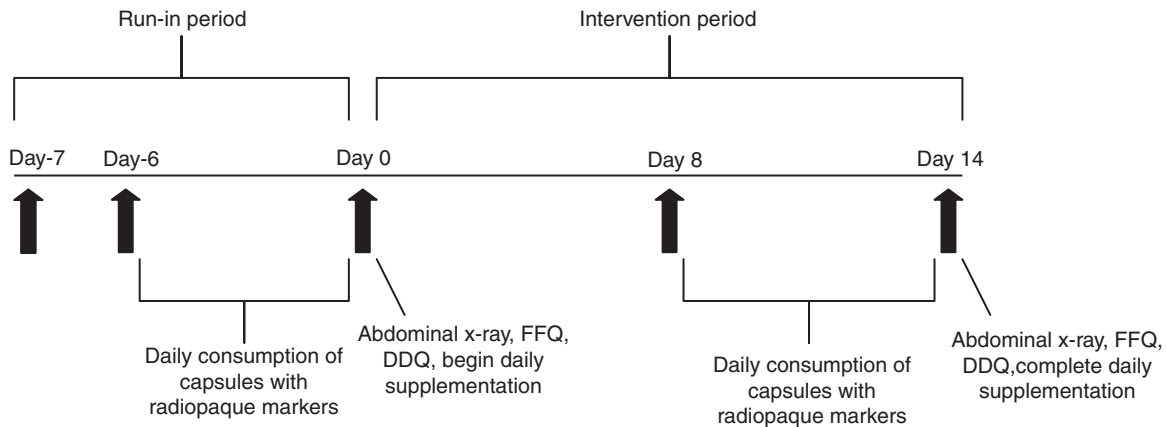 Run-in period
Intervention period
Day-7
Day-6
Day 0
Day 8
Day 14
Daily consumption of
capsules with
radiopaque markers
Abdominal x-ray, FFQ,
DDQ, begin daily
supplementation
Daily consumption of
capsules with
radiopaque markers
Abdominal x-ray, FFQ,
DDQ,complete daily
supplementation